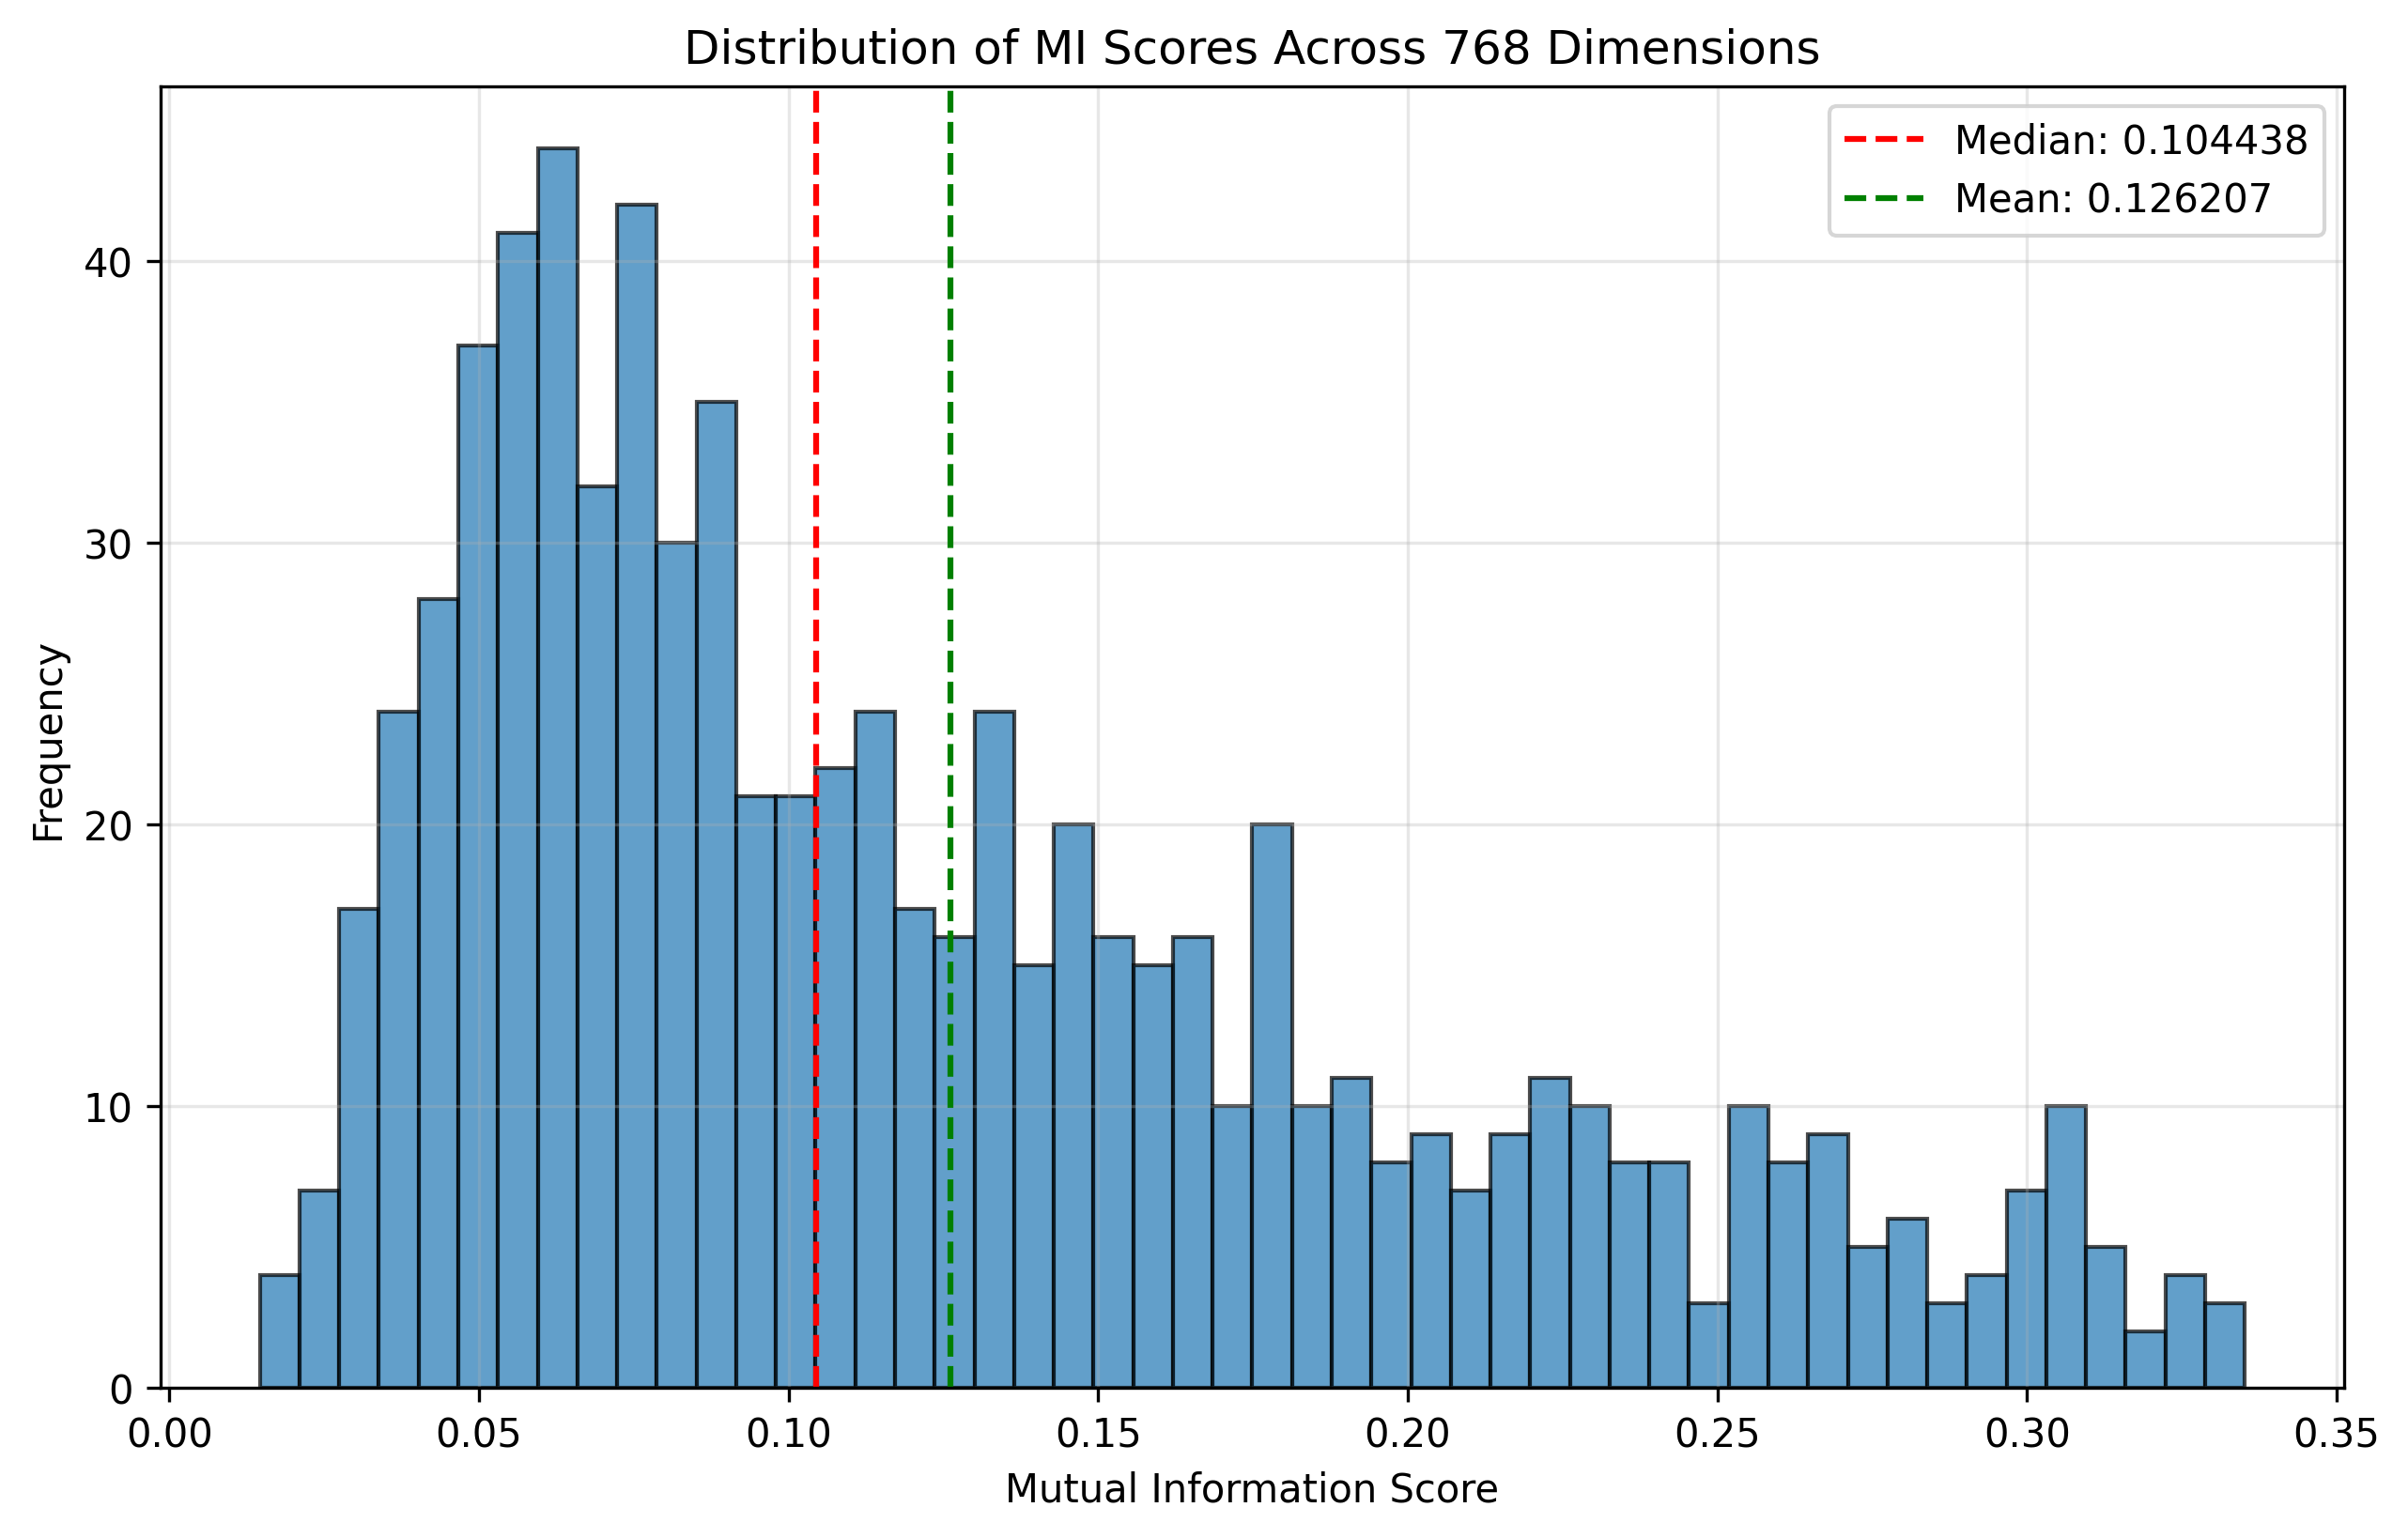 Distribution of MI Scores Across 768 Dimensions
Median: 0.104438
Mean: 0.126207
Frequency
40
30
20
10
0
0.00 0.05 0.10 0.15 0.20 0.25 0.30 0.35
Mutual Information Score